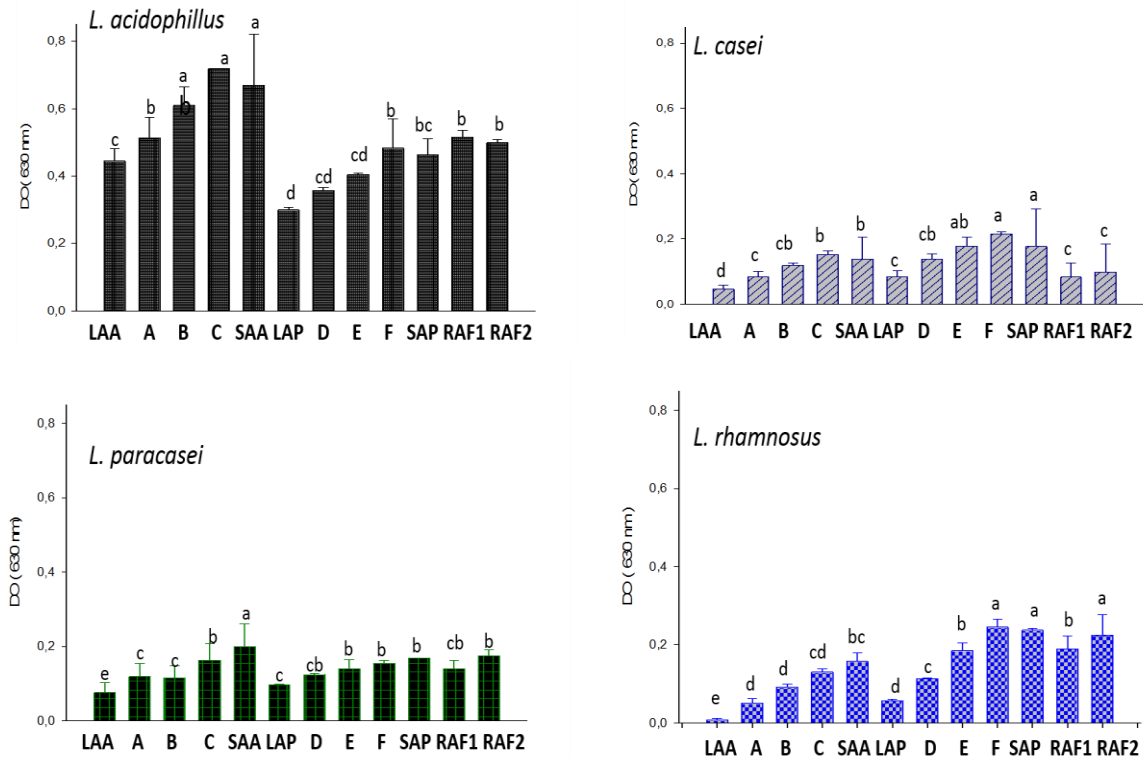 L. acidophillus
0,8
0,6
0,4
0,2
0,0
DO ( 630 nm)
c b a b a a d cd cd b bc b b
LAA A B C SAA LAP D E F SAP RAF1 RAF2
L. casei
0,8
0,6
0,4
0,2
0,0
DO ( 630 nm)
d c cb b b c cb ab a a c c
LAA A B C SAA LAP D E F SAP RAF1 RAF2
L. paracasei
0,8
0,6
0,4
0,2
0,0
DO ( 630 nm)
e c c b a c cb b b b cb b
LAA A B C SAA LAP D E F SAP RAF1 RAF2
L. rhamnosus
0,8
0,6
0,4
0,2
0,0
DO ( 630 nm)
e d d cd bc d c b a a b a
LAA A B C SAA LAP D E F SAP RAF1 RAF2